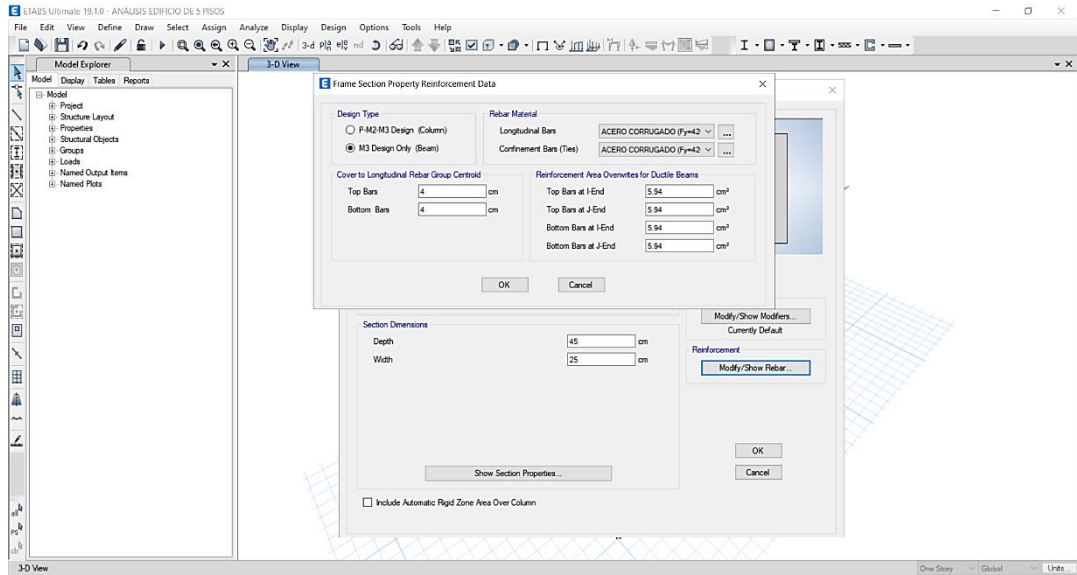 ETABS Ultimate 19.1.0 - ANÁLISIS EDIFICIO DE 5 PISOS
File Edit View Define Draw Select Assign Analyze Display Design Options Tools Help
3-d
nd
Model Explorer
Model Display Tables Reports
Model
Project
Structure Layout
Properties
Structural Objects
Groups
Loads
Named Output Items
Named Plots
3-D View
Frame Section Property Reinforcement Data
Design Type
P-M2-M3 Design (Column)
M3 Design Only (Beam)
Rebar Material
Longitudinal Bars ACERO CORRUGADO (Fy=42
Confinement Bars (Ties) ACERO CORRUGADO (Fy=42
Cover to Longitudinal Rebar Group Centroid
Top Bars 4 cm
Bottom Bars 4 cm
Reinforcement Area Overwrites for Ductile Beams
Top Bars at I-End 5.94 cm²
Top Bars at J-End 5.94 cm²
Bottom Bars at I-End 5.94 cm²
Bottom Bars at J-End 5.94 cm²
OK Cancel
Section Dimensions
Depth 45 cm
Width 25 cm
Modify/Show Modifiers...
Currently Default
Reinforcement
Modify/Show Rebar...
OK
Cancel
Show Section Properties...
Include Automatic Rigid Zone Area Over Column
all
PS
clr
3-D View
One Story Global Units...